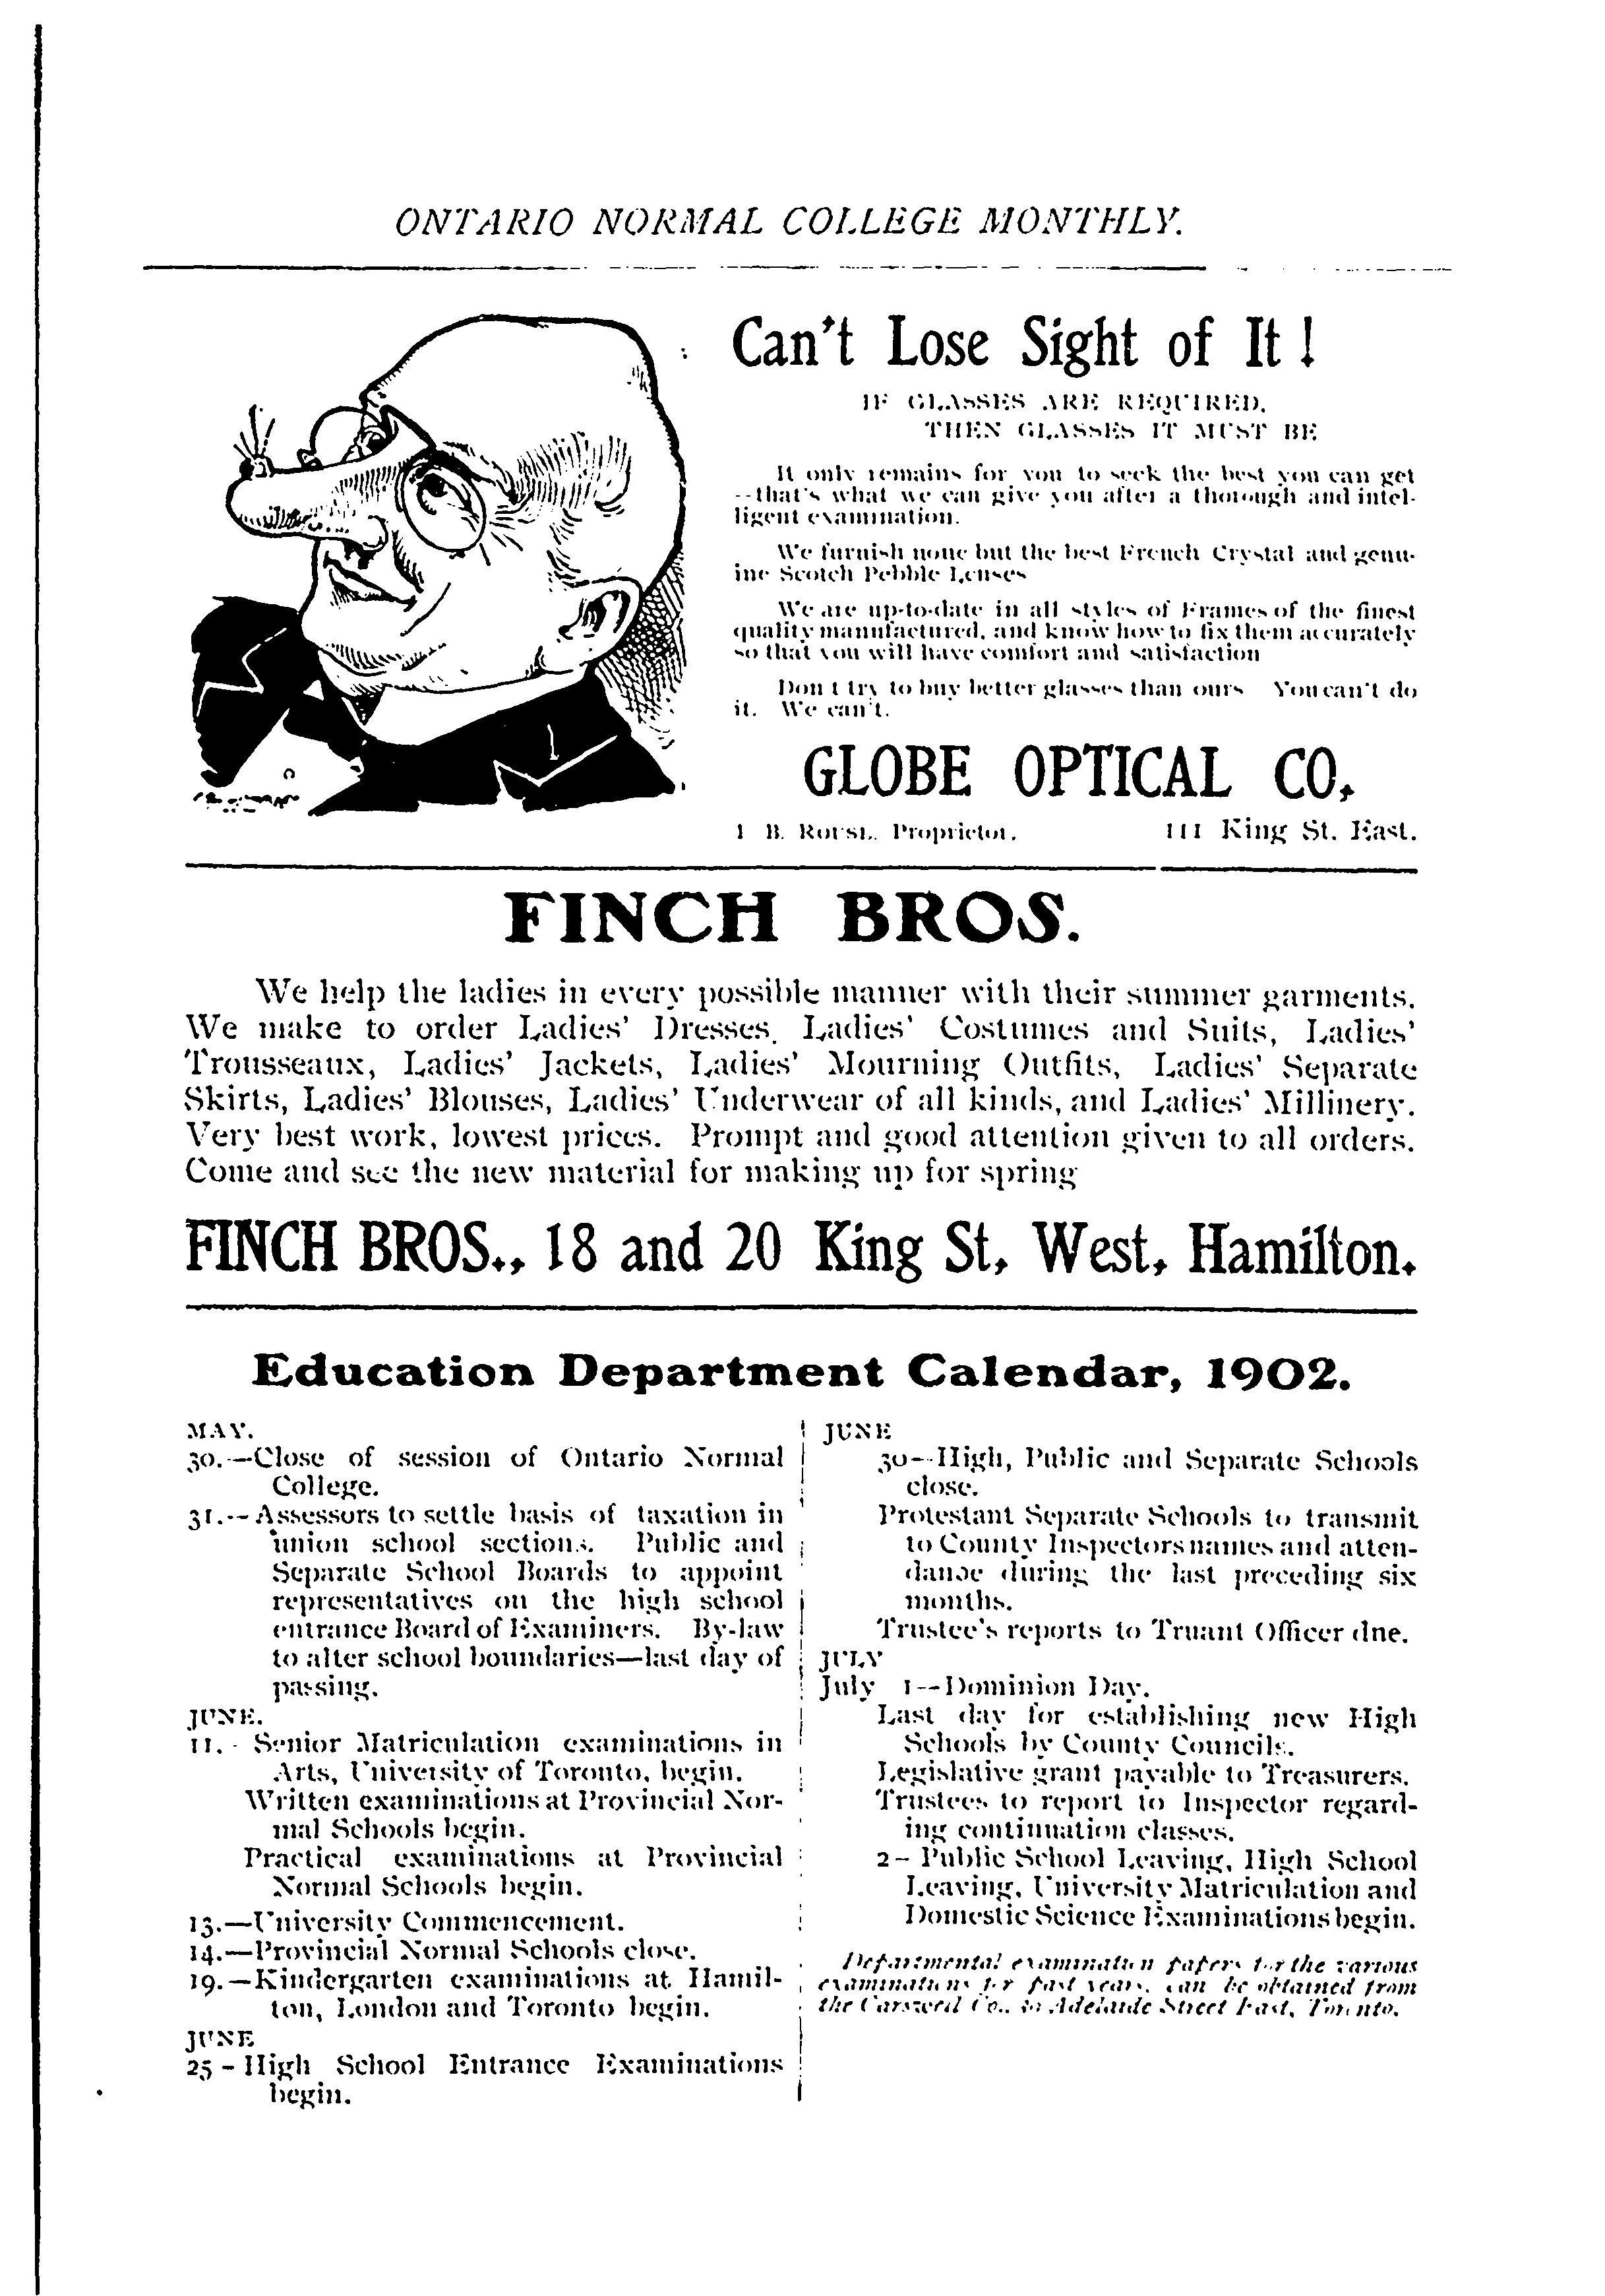 ONTARIO NORMAL COLLEGE MONTHLY.
Can't Lose Sight of It!
IF GLASSES ARE REQUIRED,
THEN GLASSES IT MUST BE
It only remains for you to seek the best you can get
--that's what we can give you after a thorough and intel-
ligent examination.
We furnish none but the best French Crystal and genu-
ine Scotch Pebble Lenses
We are up-to-date in all styles of Frames of the finest
quality manufactured, and know how to fix them accurately
so that you will have comfort and satisfaction
Don't try to buy better glasses than ours You can't do
it. We can't.
GLOBE OPTICAL CO.
I B. ROUSE, Proprietor. 111 King St. East.
FINCH BROS.
We help the ladies in every possible manner with their summer garments.
We make to order Ladies' Dresses, Ladies' Costumes and Suits, Ladies'
Trousseaux, Ladies' Jackets, Ladies' Mourning Outfits, Ladies' Separate
Skirts, Ladies' Blouses, Ladies' Underwear of all kinds, and Ladies' Millinery.
Very best work, lowest prices. Prompt and good attention given to all orders.
Come and see the new material for making up for spring
FINCH BROS., 18 and 20 King St. West, Hamilton.
Education Department Calendar, 1902.
MAY.
30.—Close of session of Ontario Normal
College.
31.—Assessors to settle basis of taxation in
union school sections. Public and
Separate School Boards to appoint
representatives on the high school
entrance Board of Examiners. By-law
to alter school boundaries—last day of
passing.
JUNE.
11.- Senior Matriculation examinations in
Arts, University of Toronto, begin.
Written examinations at Provincial Nor-
mal Schools begin.
Practical examinations at Provincial
Normal Schools begin.
13.—University Commencement.
14.—Provincial Normal Schools close.
19.—Kindergarten examinations at Hamil-
ton, London and Toronto begin.
JUNE
25 - High School Entrance Examinations
begin.
JUNE
30--High, Public and Separate Schools
close.
Protestant Separate Schools to transmit
to County Inspectors names and atten-
dance during the last preceding six
months.
Trustee's reports to Truant Officer due.
JULY
July 1--Dominion Day.
Last day for establishing new High
Schools by County Councils.
Legislative grant payable to Treasurers.
Trustees to report to Inspector regard-
ing continuation classes.
2- Public School Leaving, High School
Leaving, University Matriculation and
Domestic Science Examinations begin.
Departmental examination papers for the various
examinations for past years, can be obtained from
the Carswell Co., Adelaide Street East, Toronto.